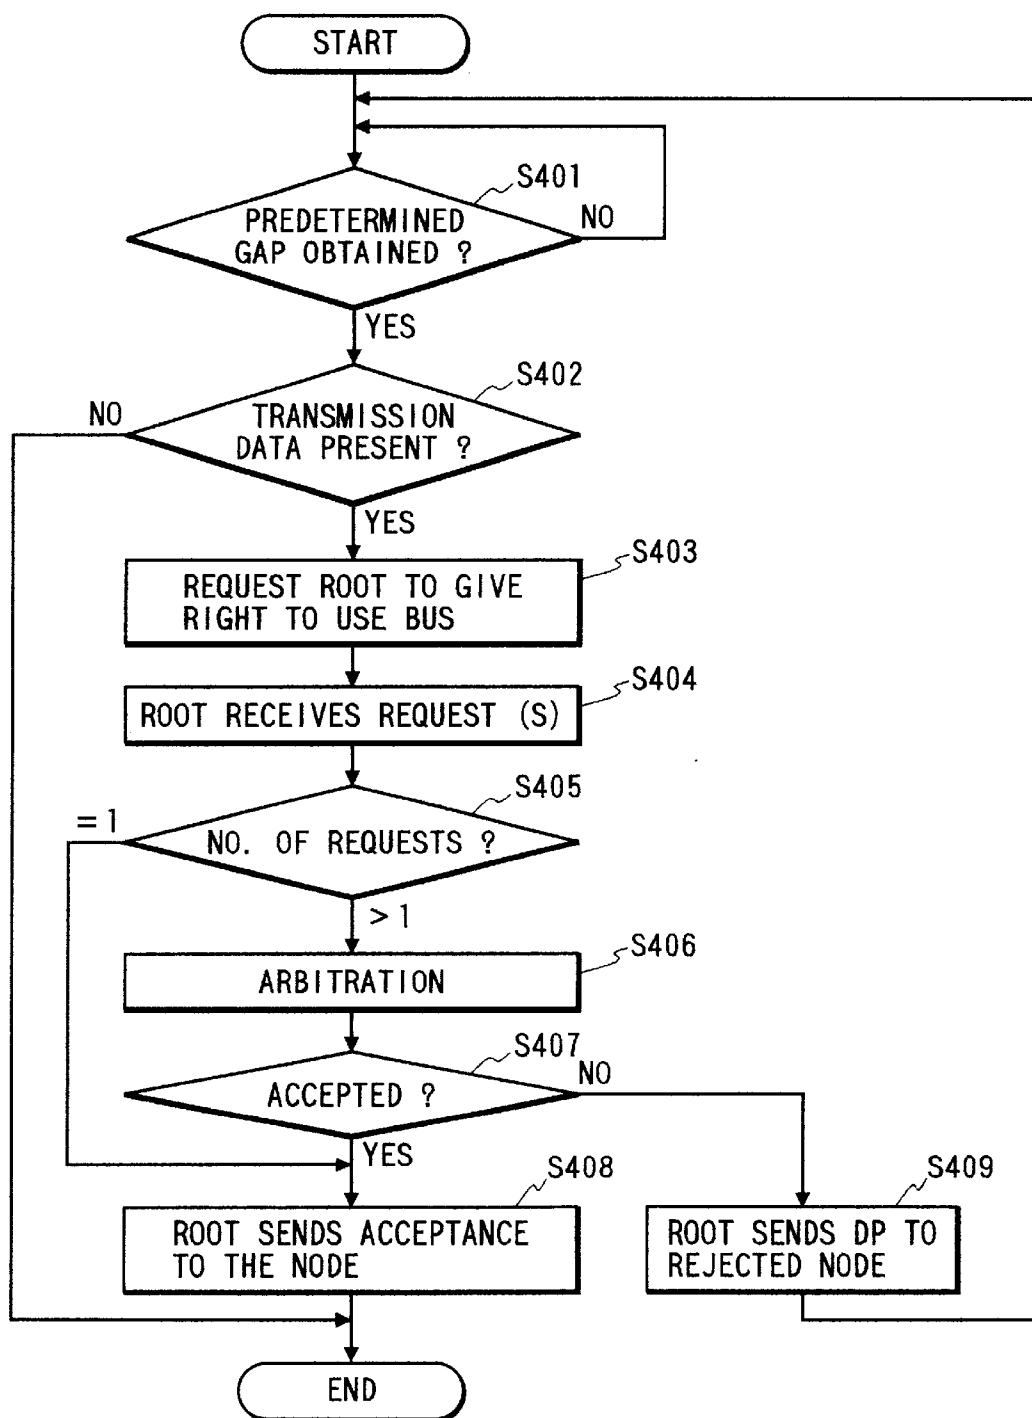 START
S401
PREDETERMINED
GAP OBTAINED ?
NO
YES
S402
NO
TRANSMISSION
DATA PRESENT ?
YES
S403
REQUEST ROOT TO GIVE
RIGHT TO USE BUS
S404
ROOT RECEIVES REQUEST (S)
S405
=1
NO. OF REQUESTS ?
>1
S406
ARBITRATION
S407
NO
ACCEPTED ?
YES
S408
ROOT SENDS ACCEPTANCE
TO THE NODE
S409
ROOT SENDS DP TO
REJECTED NODE
END